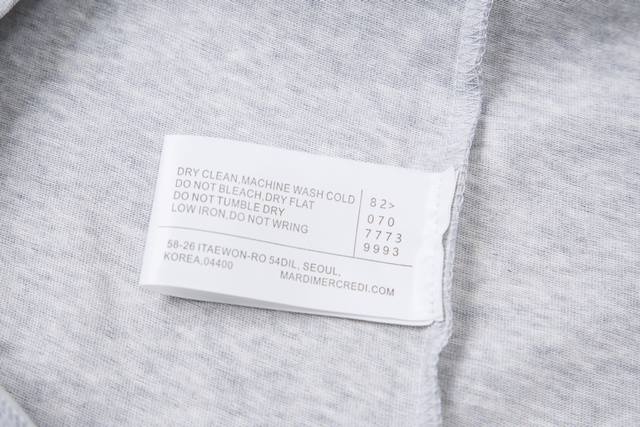 DRY CLEAN,MACHINE WASH COLD
DO NOT BLEACH,DRY FLAT
DO NOT TUMBLE DRY
LOW IRON,DO NOT WRING
82>
070
7773
9993
58-26 ITAEWON-RO 54DIL, SEOUL,
KOREA,04400
MARDIMERCREDI.COM